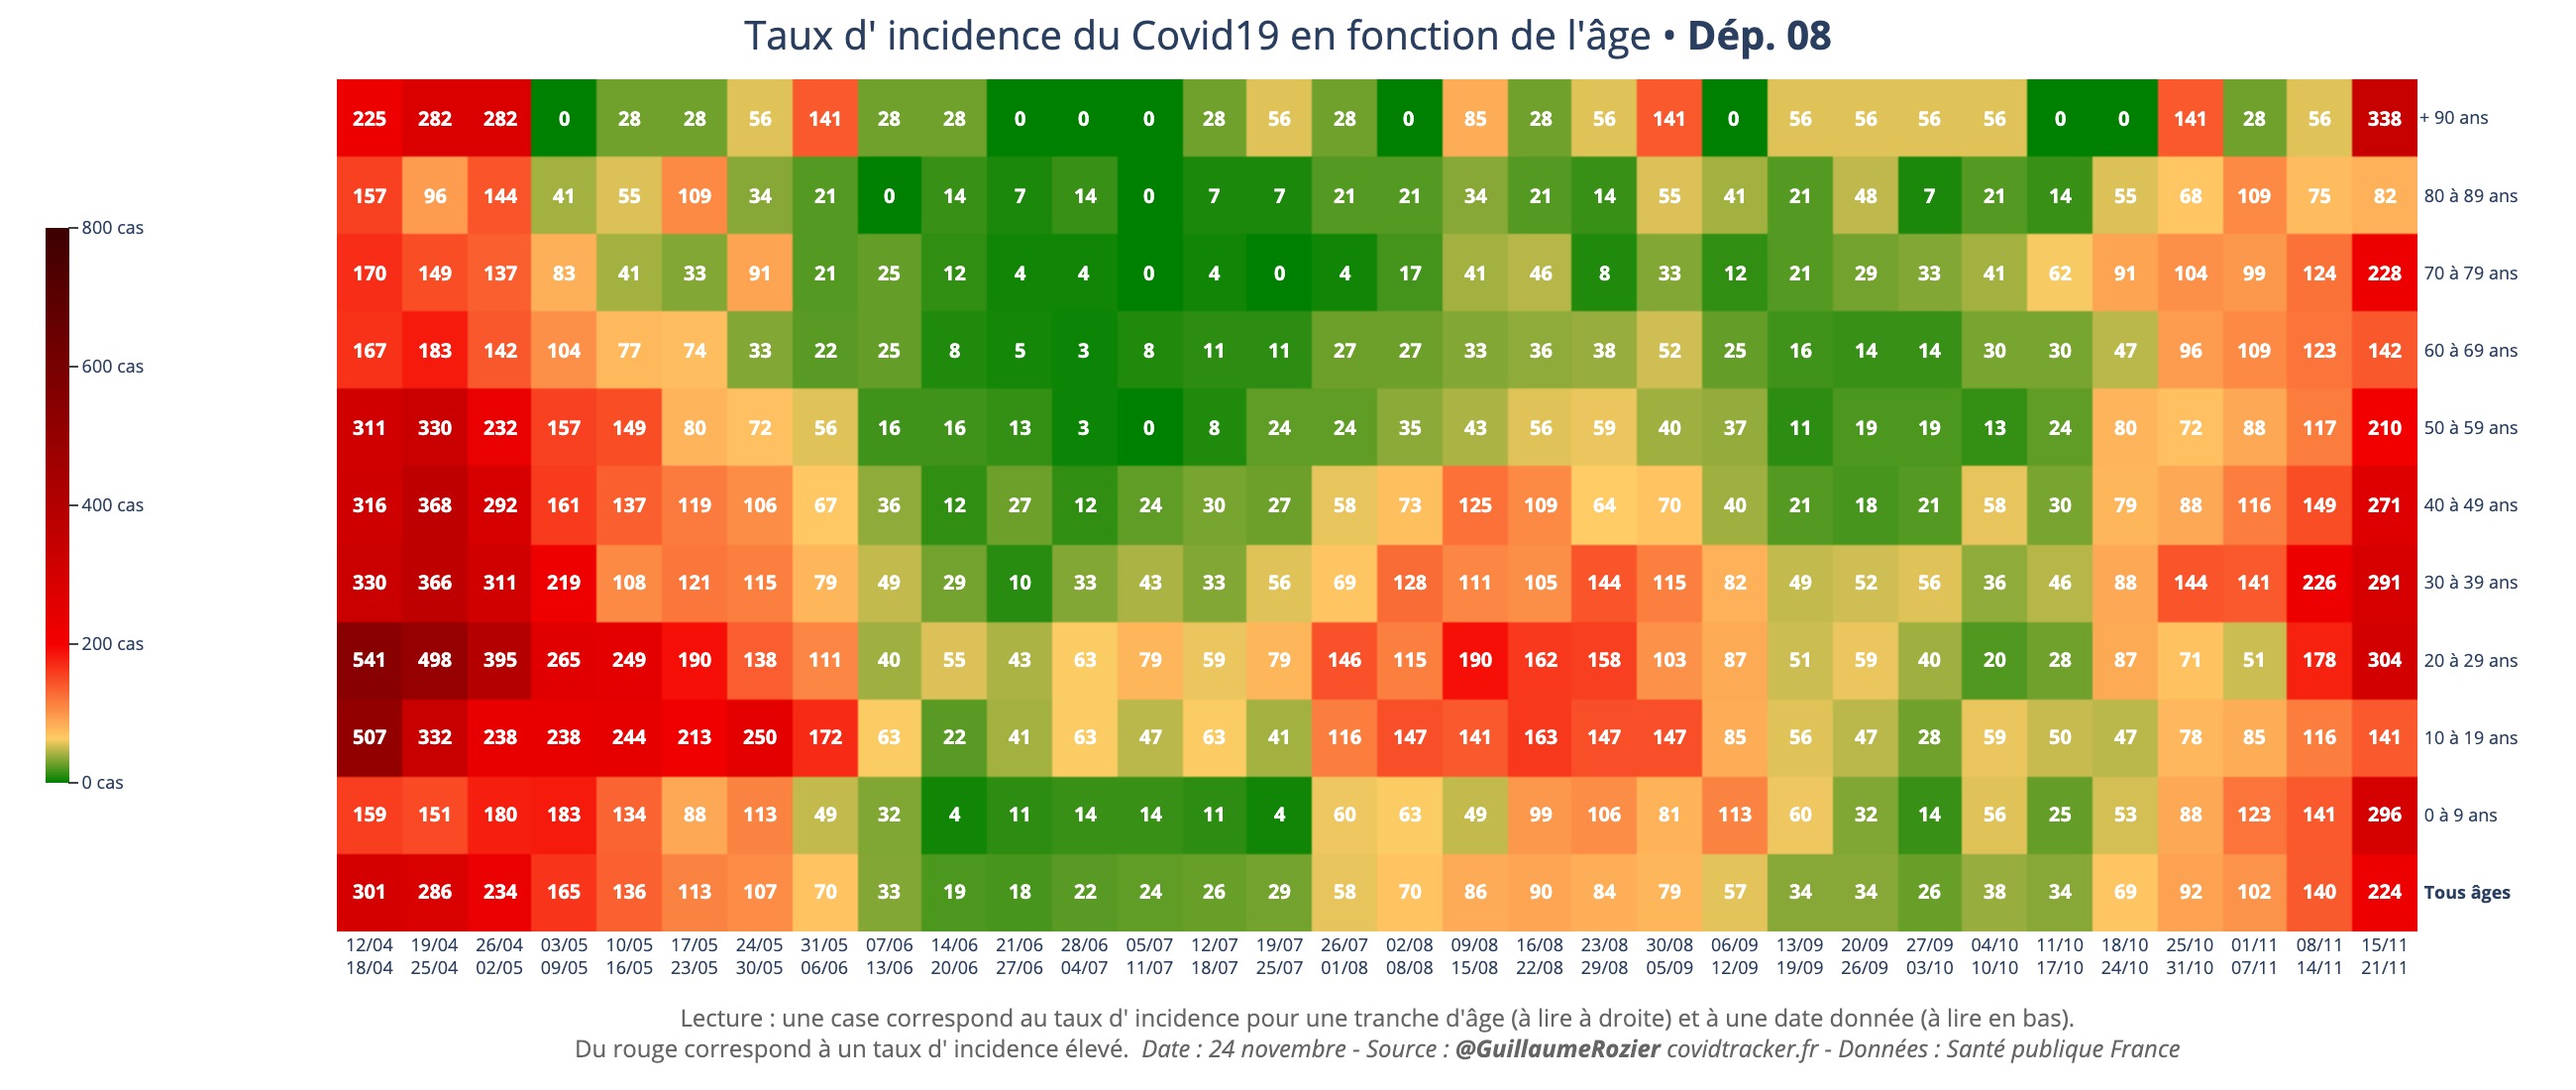 Taux d' incidence du Covid19 en fonction de l'âge • Dép. 08
800 cas
600 cas
400 cas
200 cas
0 cas
225 282 282 0 28 28 56 141 28 28 0 0 0 28 56 28 0 85 28 56 141 0 56 56 56 56 0 0 141 28 56 338 + 90 ans
157 96 144 41 55 109 34 21 0 14 7 14 0 7 7 21 21 34 21 14 55 41 21 48 7 21 14 55 68 109 75 82 80 à 89 ans
170 149 137 83 41 33 91 21 25 12 4 4 0 4 0 4 17 41 46 8 33 12 21 29 33 41 62 91 104 99 124 228 70 à 79 ans
167 183 142 104 77 74 33 22 25 8 5 3 8 11 11 27 27 33 36 38 52 25 16 14 14 30 30 47 96 109 123 142 60 à 69 ans
311 330 232 157 149 80 72 56 16 16 13 3 0 8 24 24 35 43 56 59 40 37 11 19 19 13 24 80 72 88 117 210 50 à 59 ans
316 368 292 161 137 119 106 67 36 12 27 12 24 30 27 58 73 125 109 64 70 40 21 18 21 58 30 79 88 116 149 271 40 à 49 ans
330 366 311 219 108 121 115 79 49 29 10 33 43 33 56 69 128 111 105 144 115 82 49 52 56 36 46 88 144 141 226 291 30 à 39 ans
541 498 395 265 249 190 138 111 40 55 43 63 79 59 79 146 115 190 162 158 103 87 51 59 40 20 28 87 71 51 178 304 20 à 29 ans
507 332 238 238 244 213 250 172 63 22 41 63 47 63 41 116 147 141 163 147 147 85 56 47 28 59 50 47 78 85 116 141 10 à 19 ans
159 151 180 183 134 88 113 49 32 4 11 14 14 11 4 60 63 49 99 106 81 113 60 32 14 56 25 53 88 123 141 296 0 à 9 ans
301 286 234 165 136 113 107 70 33 19 18 22 24 26 29 58 70 86 90 84 79 57 34 34 26 38 34 69 92 102 140 224 Tous âges
12/04 19/04 26/04 03/05 10/05 17/05 24/05 31/05 07/06 14/06 21/06 28/06 05/07 12/07 19/07 26/07 02/08 09/08 16/08 23/08 30/08 06/09 13/09 20/09 27/09 04/10 11/10 18/10 25/10 01/11 08/11 15/11
18/04 25/04 02/05 09/05 16/05 23/05 30/05 06/06 13/06 20/06 27/06 04/07 11/07 18/07 25/07 01/08 08/08 15/08 22/08 29/08 05/09 12/09 19/09 26/09 03/10 10/10 17/10 24/10 31/10 07/11 14/11 21/11
Lecture : une case correspond au taux d' incidence pour une tranche d'âge (à lire à droite) et à une date donnée (à lire en bas).
Du rouge correspond à un taux d' incidence élevé. Date : 24 novembre - Source : @GuillaumeRozier covidtracker.fr - Données : Santé publique France